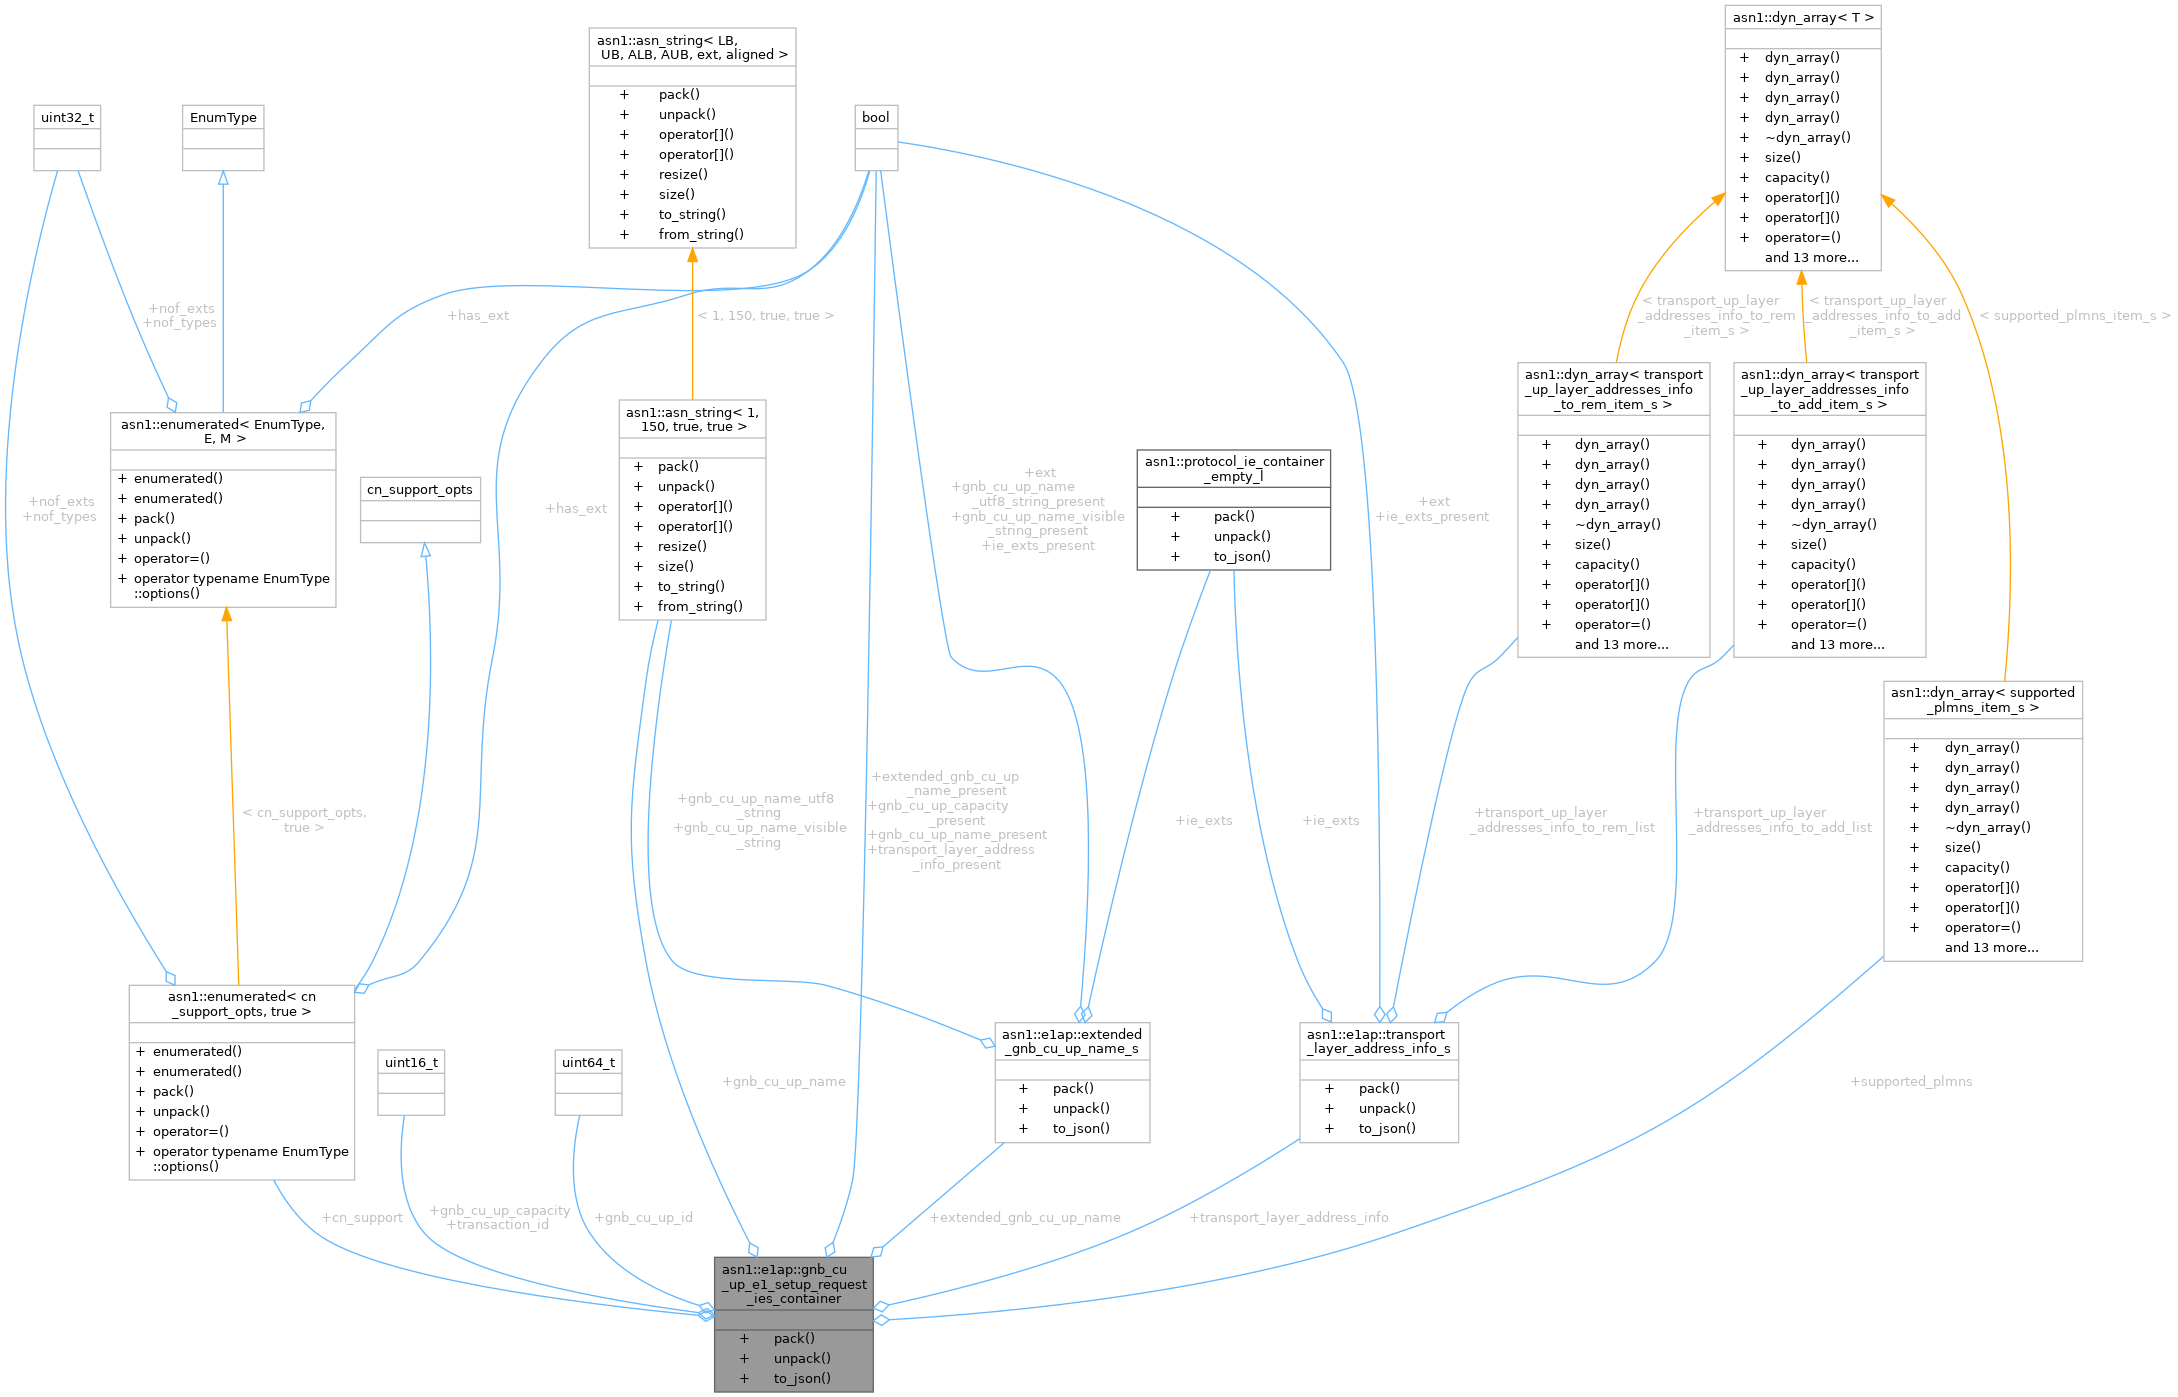 asn1::dyn_array< T >
+ dyn_array()
+ dyn_array()
+ dyn_array()
+ dyn_array()
+ ~dyn_array()
+ size()
+ capacity()
+ operator[]()
+ operator[]()
+ operator=()
and 13 more...
asn1::asn_string< LB,
UB, ALB, AUB, ext, aligned >
+ pack()
+ unpack()
+ operator[]()
+ operator[]()
+ resize()
+ size()
+ to_string()
+ from_string()
uint32_t
EnumType
bool
+nof_exts
+nof_types
+has_ext
< 1, 150, true, true >
< transport_up_layer
_addresses_info_to_rem
_item_s >
< transport_up_layer
_addresses_info_to_add
_item_s >
< supported_plmns_item_s >
asn1::enumerated< EnumType,
E, M >
+ enumerated()
+ enumerated()
+ pack()
+ unpack()
+ operator=()
+ operator typename EnumType
::options()
cn_support_opts
asn1::asn_string< 1,
150, true, true >
+ pack()
+ unpack()
+ operator[]()
+ operator[]()
+ resize()
+ size()
+ to_string()
+ from_string()
asn1::protocol_ie_container
_empty_l
+ pack()
+ unpack()
+ to_json()
asn1::dyn_array< transport
_up_layer_addresses_info
_to_rem_item_s >
+ dyn_array()
+ dyn_array()
+ dyn_array()
+ dyn_array()
+ ~dyn_array()
+ size()
+ capacity()
+ operator[]()
+ operator[]()
+ operator=()
and 13 more...
asn1::dyn_array< transport
_up_layer_addresses_info
_to_add_item_s >
+ dyn_array()
+ dyn_array()
+ dyn_array()
+ dyn_array()
+ ~dyn_array()
+ size()
+ capacity()
+ operator[]()
+ operator[]()
+ operator=()
and 13 more...
+nof_exts
+nof_types
+has_ext
+ext
+gnb_cu_up_name
_utf8_string_present
+gnb_cu_up_name_visible
_string_present
+ie_exts_present
+ext
+ie_exts_present
asn1::dyn_array< supported
_plmns_item_s >
+ dyn_array()
+ dyn_array()
+ dyn_array()
+ dyn_array()
+ ~dyn_array()
+ size()
+ capacity()
+ operator[]()
+ operator[]()
+ operator=()
and 13 more...
< cn_support_opts,
true >
+gnb_cu_up_name_utf8
_string
+gnb_cu_up_name_visible
_string
+extended_gnb_cu_up
_name_present
+gnb_cu_up_capacity
_present
+gnb_cu_up_name_present
+transport_layer_address
_info_present
+ie_exts
+ie_exts
+transport_up_layer
_addresses_info_to_rem_list
+transport_up_layer
_addresses_info_to_add_list
asn1::enumerated< cn
_support_opts, true >
+ enumerated()
+ enumerated()
+ pack()
+ unpack()
+ operator=()
+ operator typename EnumType
::options()
uint16_t
uint64_t
+gnb_cu_up_name
asn1::e1ap::extended
_gnb_cu_up_name_s
+ pack()
+ unpack()
+ to_json()
asn1::e1ap::transport
_layer_address_info_s
+ pack()
+ unpack()
+ to_json()
+supported_plmns
+cn_support
+gnb_cu_up_capacity
+transaction_id
+gnb_cu_up_id
+extended_gnb_cu_up_name
+transport_layer_address_info
asn1::e1ap::gnb_cu
_up_e1_setup_request
_ies_container
+ pack()
+ unpack()
+ to_json()